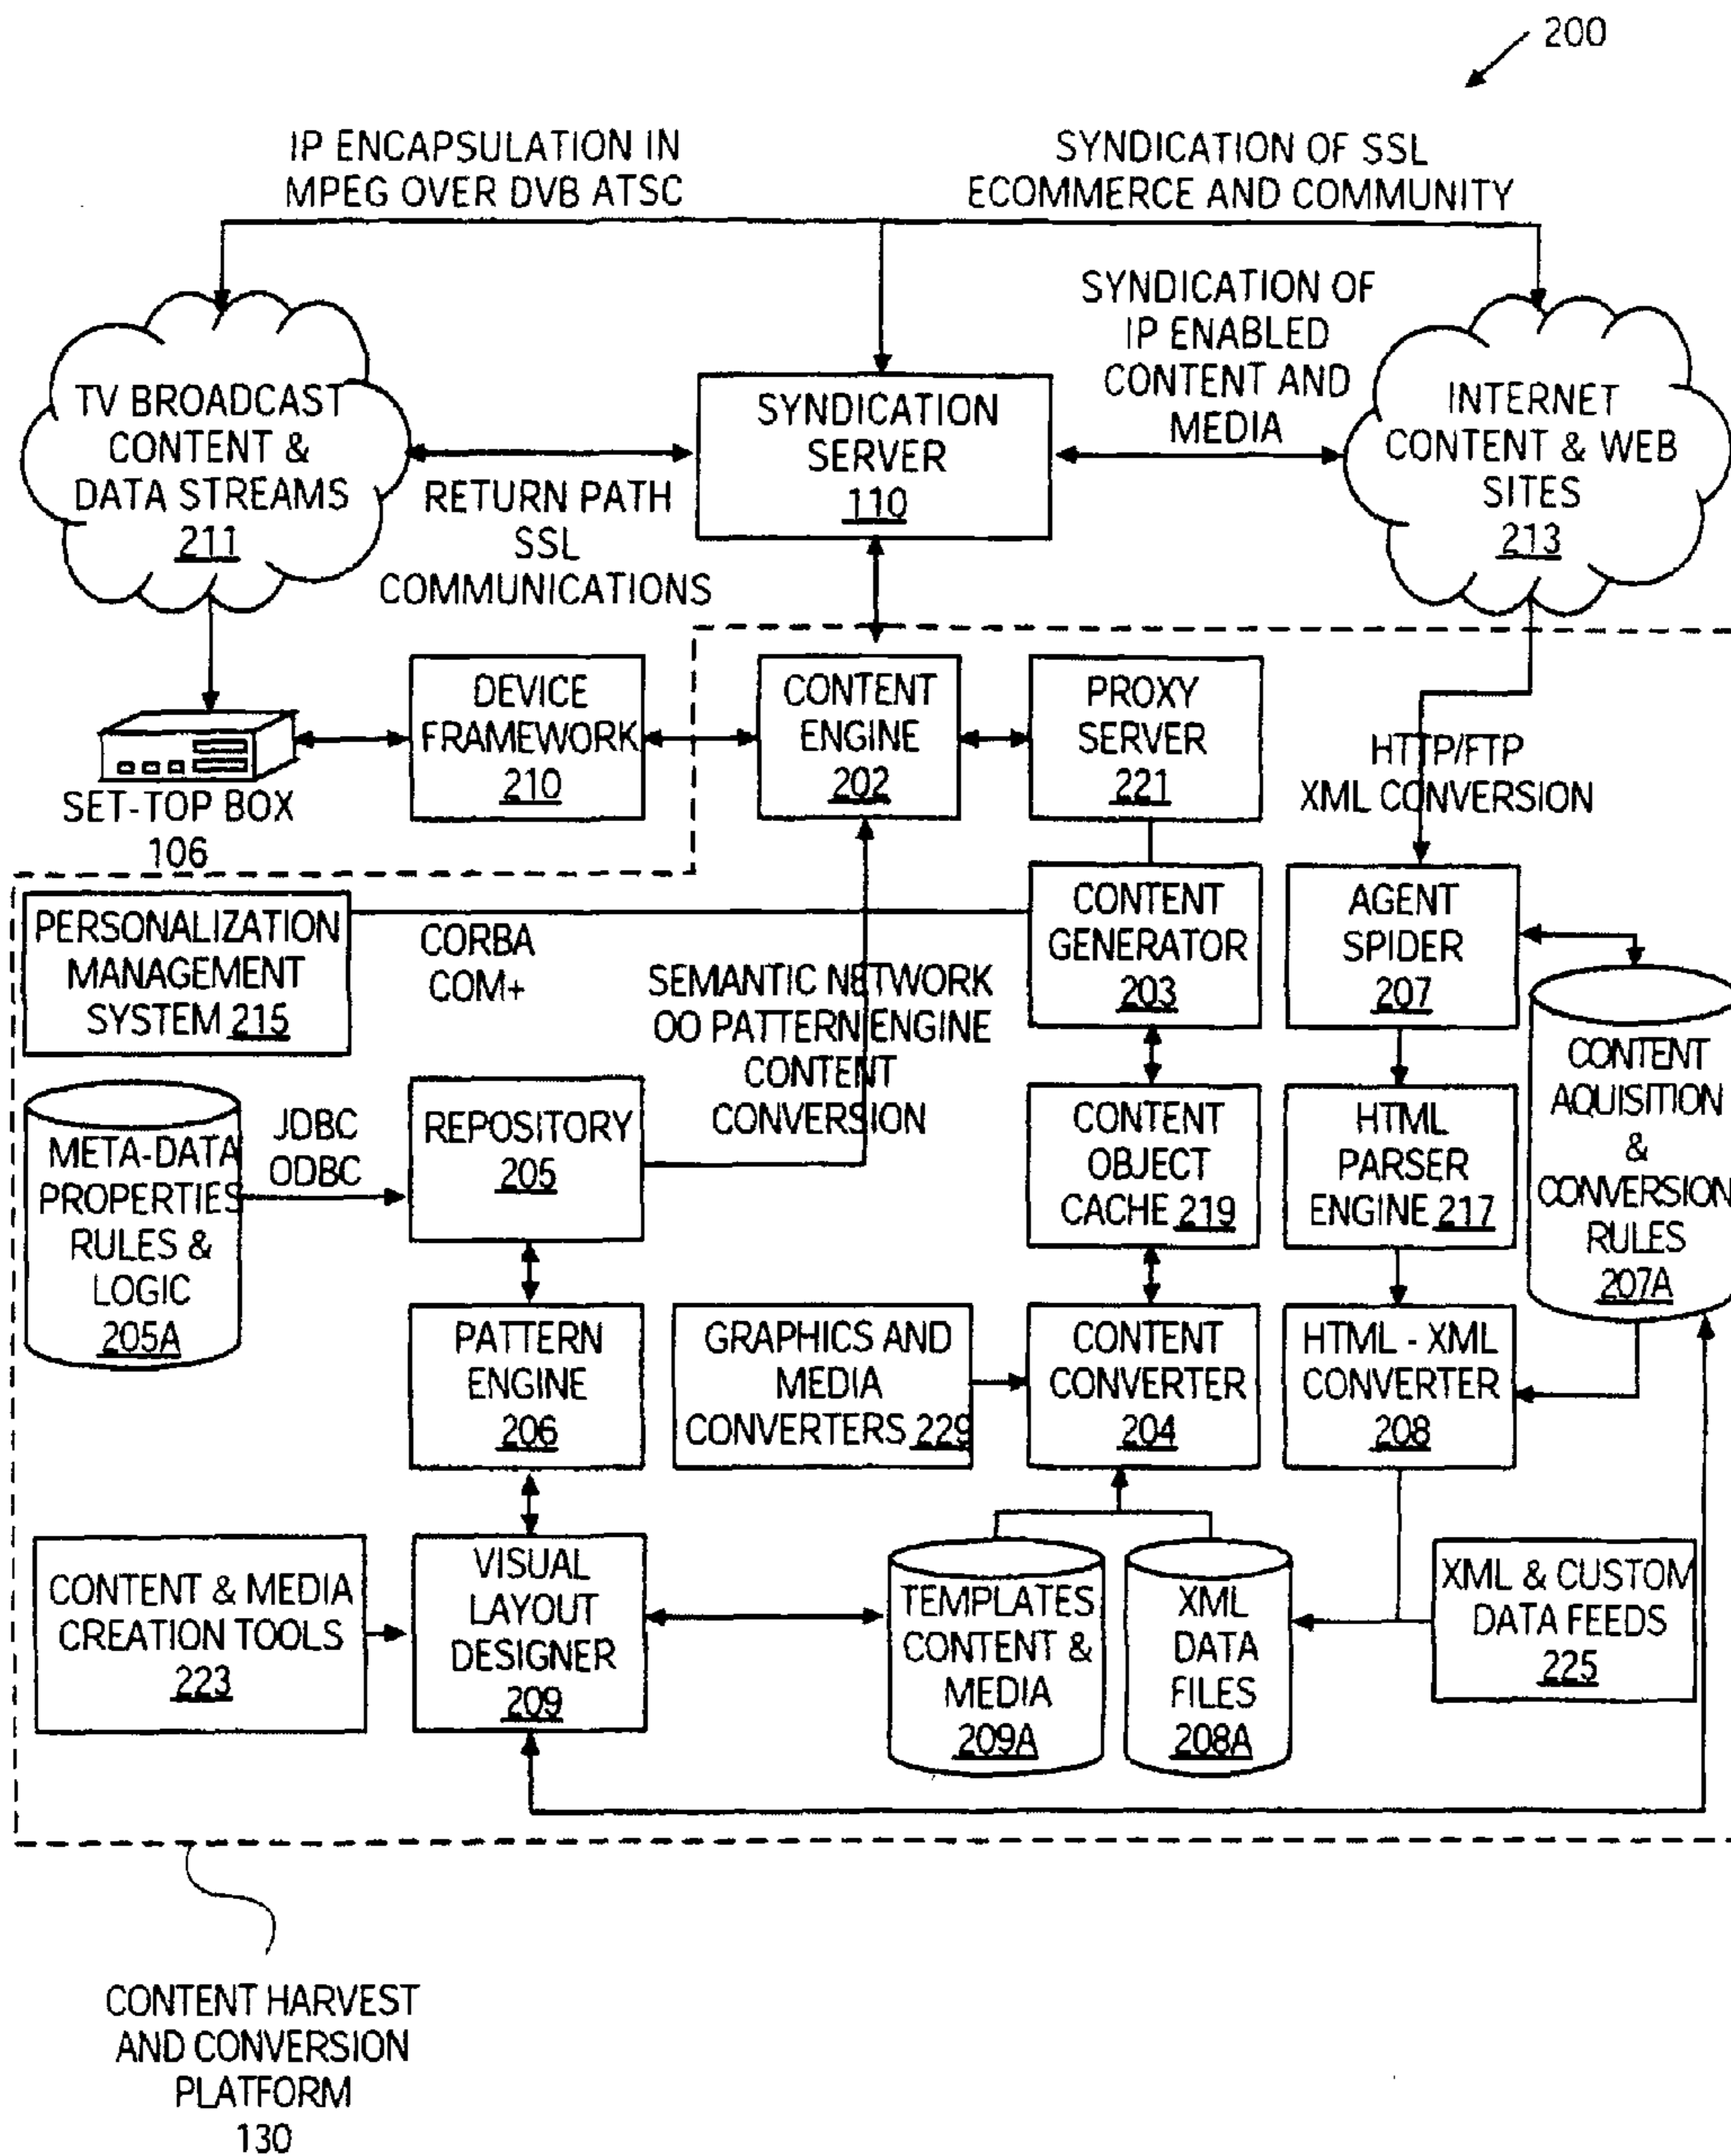 200
IP ENCAPSULATION IN
MPEG OVER DVB ATSC
SYNDICATION OF SSL
ECOMMERCE AND COMMUNITY
TV BROADCAST
CONTENT &
DATA STREAMS
211
SYNDICATION
SERVER
110
SYNDICATION OF
IP ENABLED
CONTENT AND
MEDIA
INTERNET
CONTENT & WEB
SITES
213
RETURN PATH
SSL
COMMUNICATIONS
SET-TOP BOX
106
DEVICE
FRAMEWORK
210
CONTENT
ENGINE
202
PROXY
SERVER
221
HTTP/FTP
XML CONVERSION
PERSONALIZATION
MANAGEMENT
SYSTEM 215
CORBA
COM+
SEMANTIC NETWORK
OO PATTERN ENGINE
CONTENT
CONVERSION
CONTENT
GENERATOR
203
AGENT
SPIDER
207
CONTENT
AQUISITION
&
CONVERSION
RULES
207A
META-DATA
PROPERTIES
RULES &
LOGIC
205A
JDBC
ODBC
REPOSITORY
205
CONTENT
OBJECT
CACHE 219
HTML
PARSER
ENGINE 217
PATTERN
ENGINE
206
GRAPHICS AND
MEDIA
CONVERTERS 229
CONTENT
CONVERTER
204
HTML - XML
CONVERTER
208
CONTENT & MEDIA
CREATION TOOLS
223
VISUAL
LAYOUT
DESIGNER
209
TEMPLATES
CONTENT &
MEDIA
209A
XML
DATA
FILES
208A
XML & CUSTOM
DATA FEEDS
225
CONTENT HARVEST
AND CONVERSION
PLATFORM
130